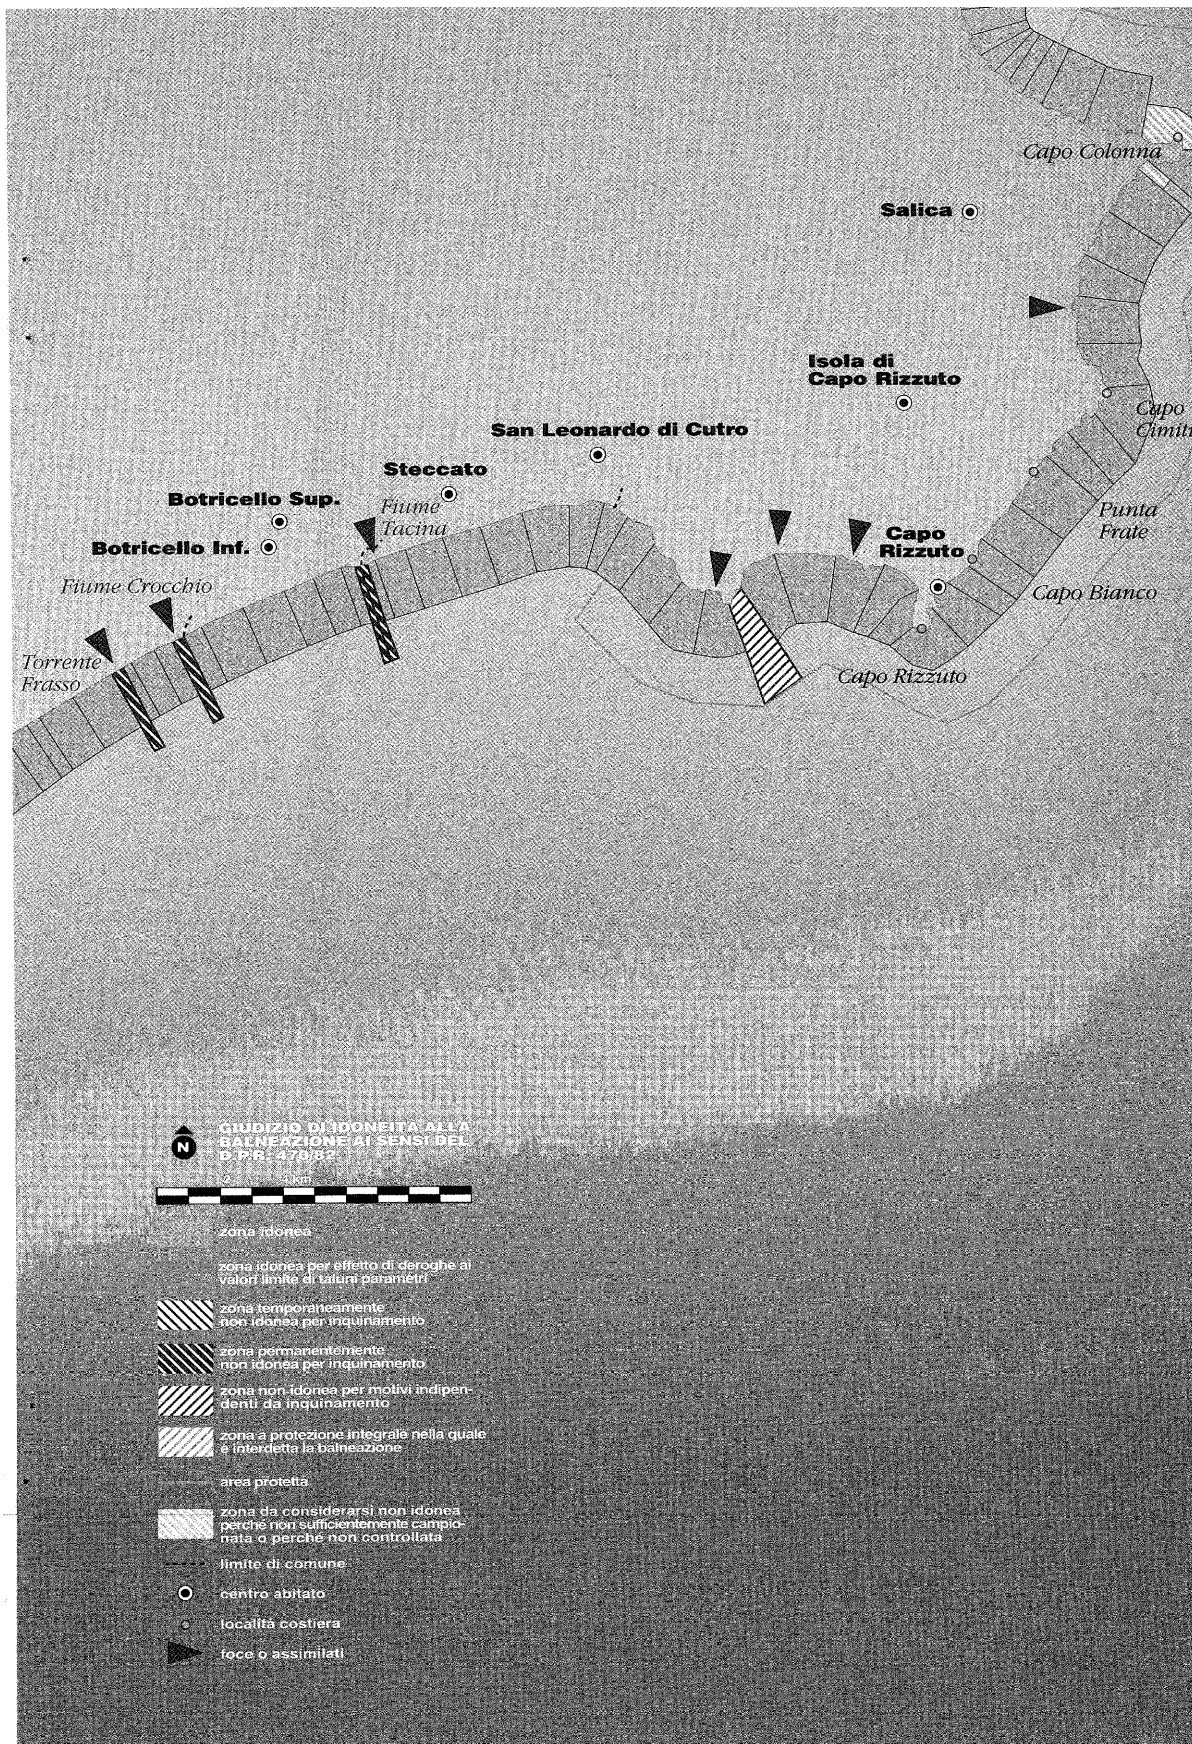 Capo Colonna
Salica
Isola di
Capo Rizzuto
Capo
Cimiti
San Leonardo di Cutro
Steccato
Botricello Sup.
Fiume
Tacina
Punta
Frate
Capo
Rizzuto
Botricello Inf.
Fiume Crocchio
Capo Bianco
Torrente
Frasso
Capo Rizzuto
N
GIUDIZIO DI IDONEITÀ ALLA
BALNEAZIONE AI SENSI DEL
D.P.R. 470/82
2 4 km
zona idonea
zona idonea per effetto di deroghe ai
valori limite di taluni parametri
zona temporaneamente
non idonea per inquinamento
zona permanentemente
non idonea per inquinamento
zona non idonea per motivi indipen-
denti da inquinamento
zona a protezione integrale nella quale
è interdetta la balneazione
area protetta
zona da considerarsi non idonea
perché non sufficientemente campio-
nata o perché non controllata
limite di comune
centro abitato
località costiera
foce o assimilati